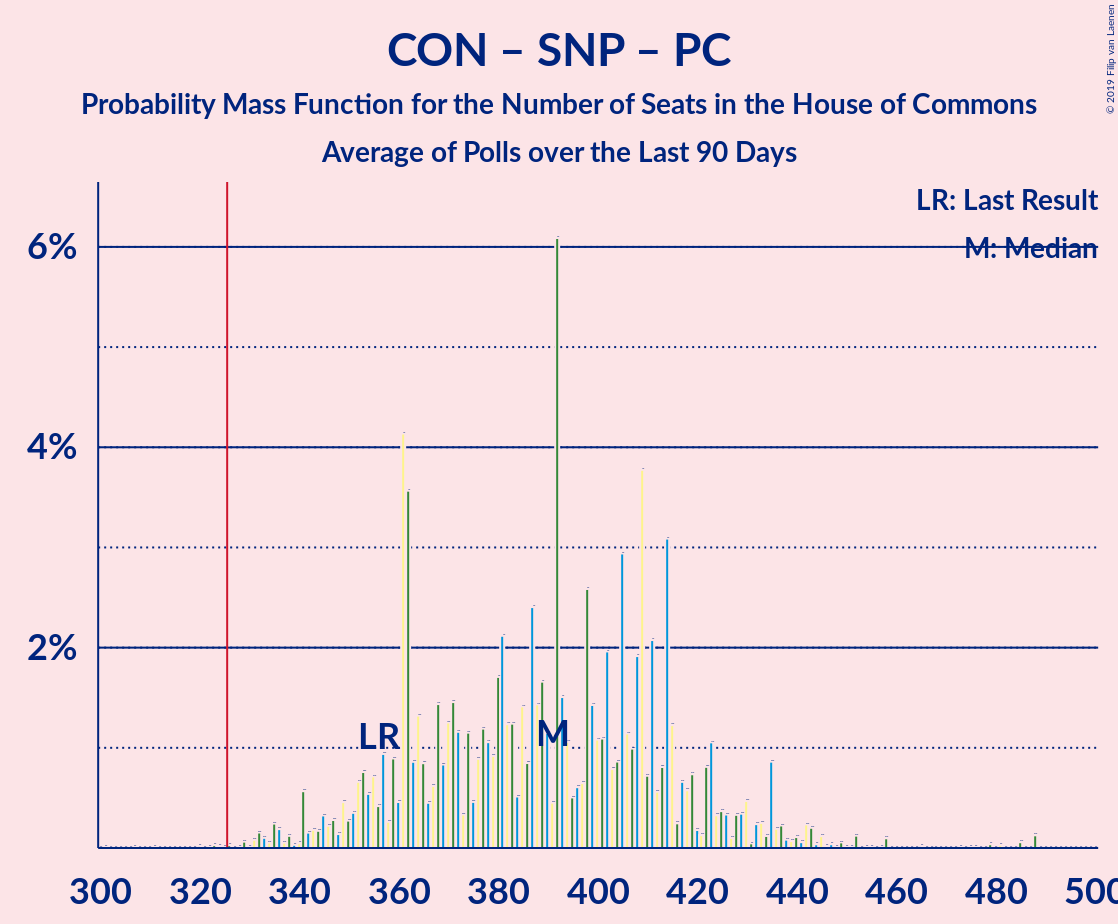 CON – SNP – PC
Probability Mass Function for the Number of Seats in the House of Commons
Average of Polls over the Last 90 Days
© 2019 Filip van Laenen
LR: Last Result
M: Median
6%
4%
2%
LR
M
300 320 340 360 380 400 420 440 460 480 500